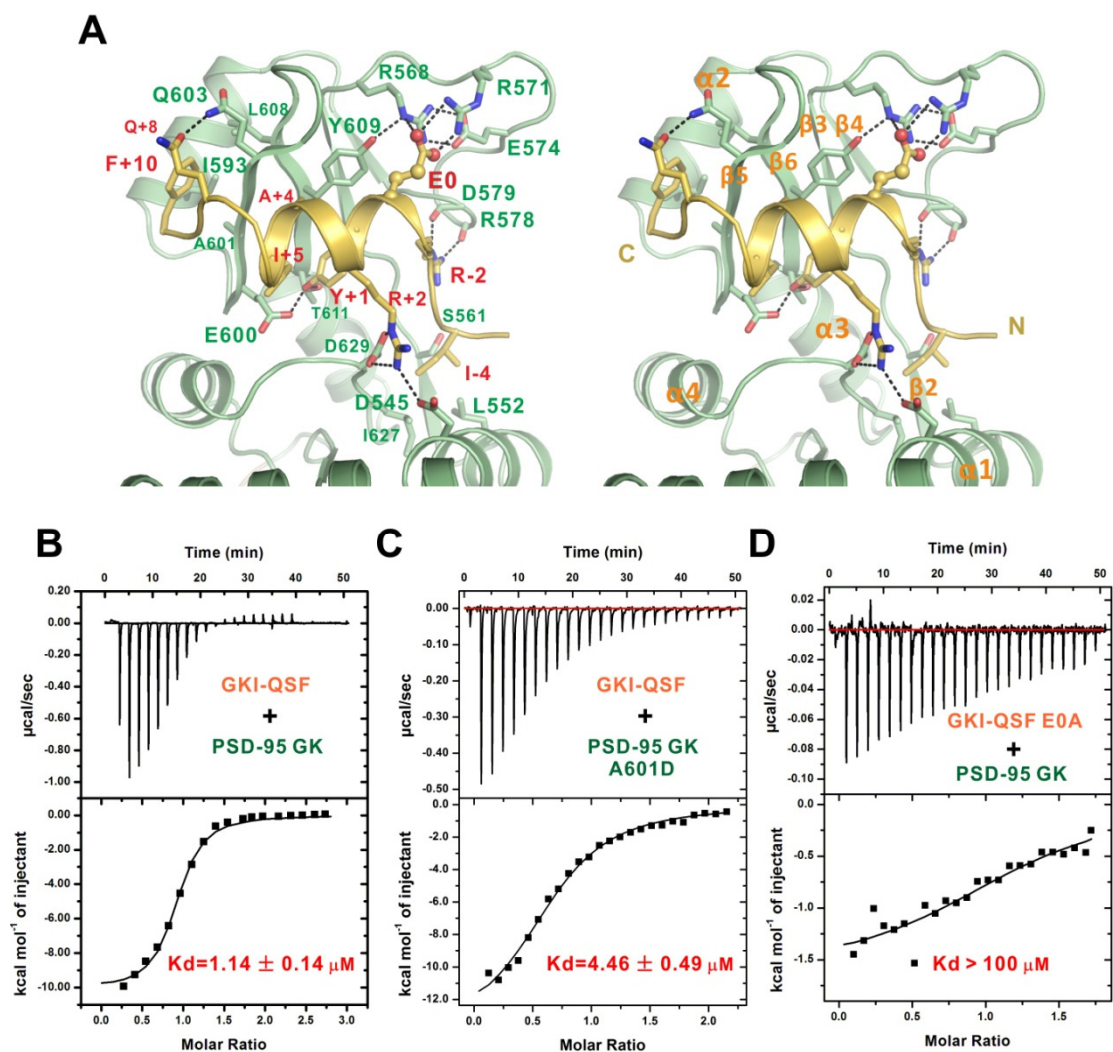 A
Q603
L608
R568
R571
Y609
E574
Q+8
F+10
I593
E0
A+4
D579
R578
A601
I+5
R-2
Y+1
R+2
T611
S561
E600
D629
I-4
D545
L552
I627
α2
β3 β4
β6
β5
C
N
α3
β2
α4
α1
B
Time (min)
0 10 20 30 40 50
0.20
0.00
-0.20
-0.40
-0.60
-0.80
-1.00
µcal/sec
GKI-QSF
+
PSD-95 GK
0.00
-2.00
-4.00
-6.00
-8.00
-10.00
kcal mol⁻¹ of injectant
Kd=1.14 ± 0.14 μM
0.0 0.5 1.0 1.5 2.0 2.5 3.0
Molar Ratio
C
Time (min)
0 10 20 30 40 50
0.00
-0.10
-0.20
-0.30
-0.40
-0.50
µcal/sec
GKI-QSF
+
PSD-95 GK
A601D
0.0
-2.0
-4.0
-6.0
-8.0
-10.0
-12.0
kcal mol⁻¹ of injectant
Kd=4.46 ± 0.49 μM
0.0 0.5 1.0 1.5 2.0
Molar Ratio
D
Time (min)
0 10 20 30 40 50
0.02
0.00
-0.02
-0.04
-0.06
-0.08
-0.10
µcal/sec
GKI-QSF E0A
+
PSD-95 GK
-0.5
-1.0
-1.5
kcal mol⁻¹ of injectant
Kd > 100 μM
0.0 0.5 1.0 1.5
Molar Ratio